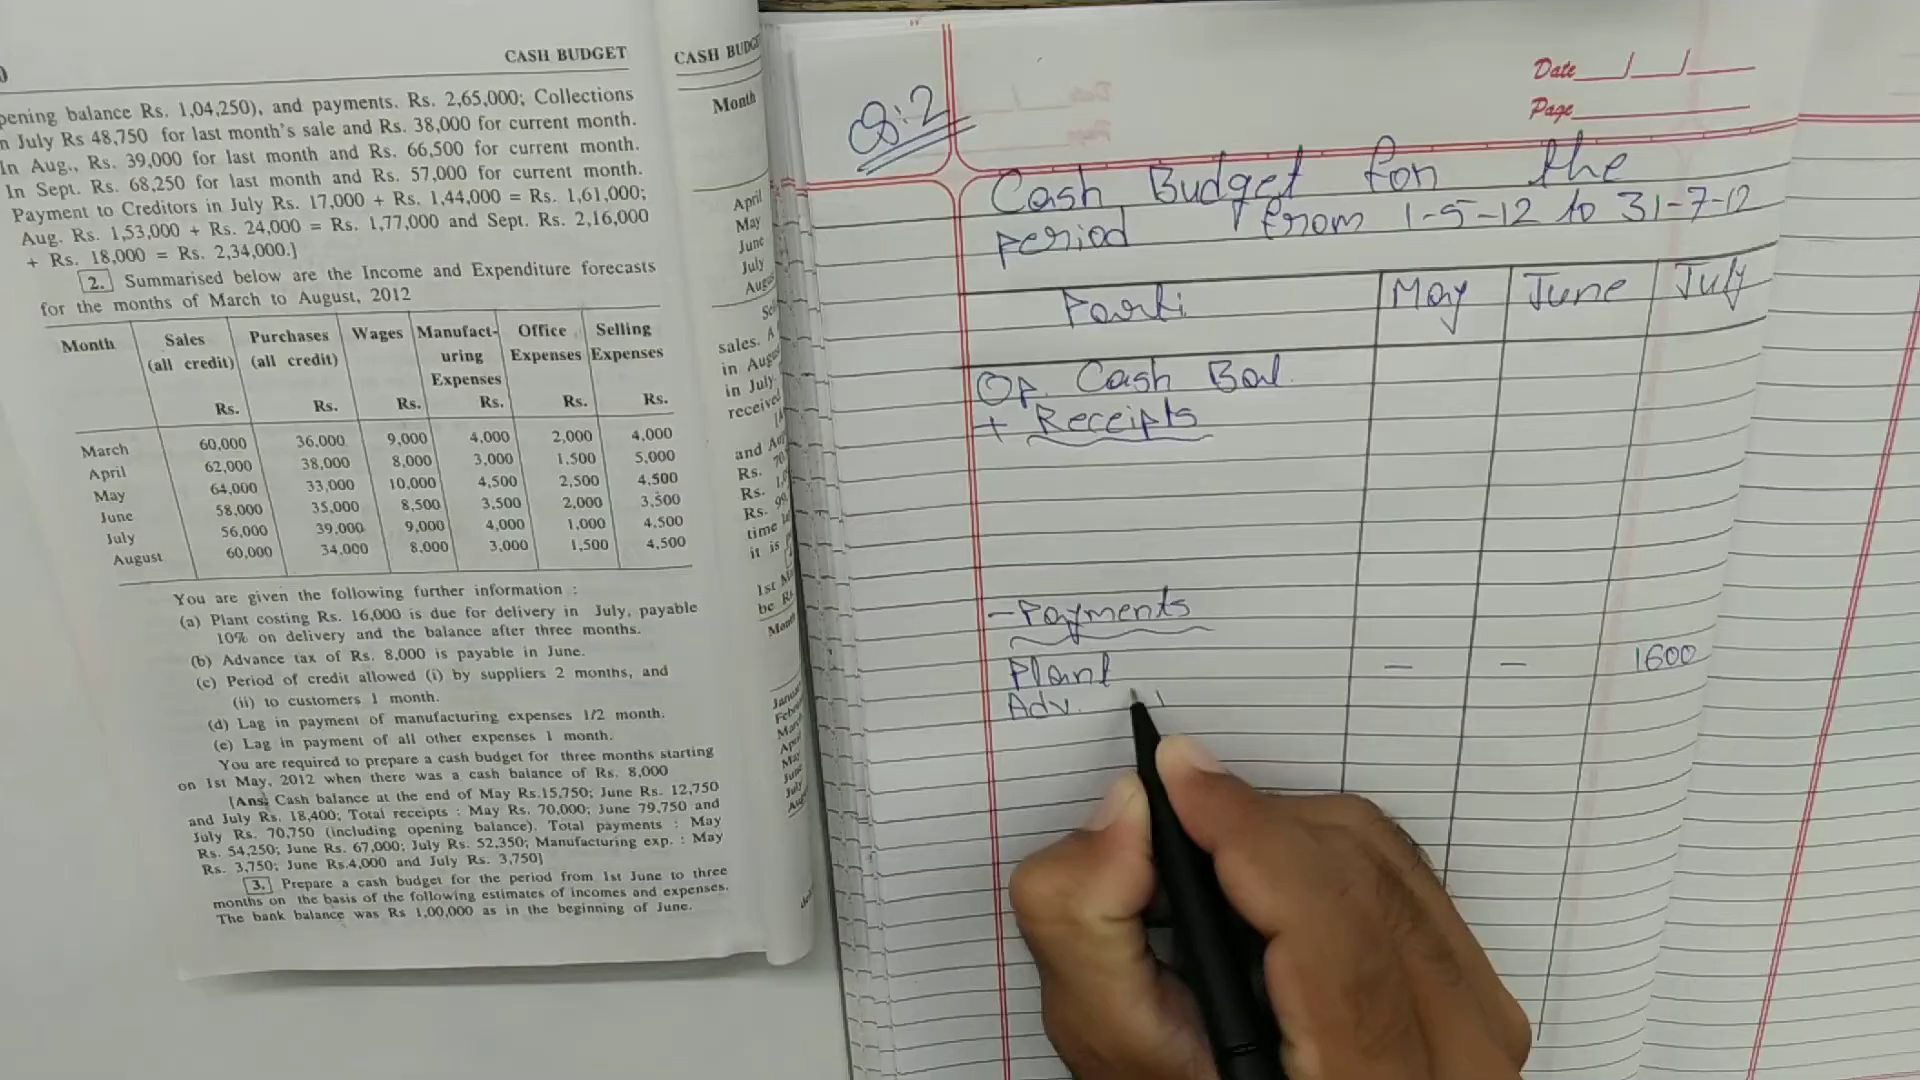 CASH BUDGET
pening balance Rs. 1,04,250), and payments. Rs. 2,65,000; Collections
n July Rs 48,750 for last month's sale and Rs. 38,000 for current month.
In Aug., Rs. 39,000 for last month and Rs. 66,500 for current month.
In Sept. Rs. 68,250 for last month and Rs. 57,000 for current month.
Payment to Creditors in July Rs. 17,000 + Rs. 1,44,000 = Rs. 1,61,000;
Aug. Rs. 1,53,000 + Rs. 24,000 = Rs. 1,77,000 and Sept. Rs. 2,16,000
+ Rs. 18,000 = Rs. 2,34,000.]
2. Summarised below are the Income and Expenditure forecasts
for the months of March to August, 2012
Month Sales (all credit) Purchases (all credit) Wages Manufact-uring Expenses Office Expenses Selling Expenses
Rs. Rs. Rs. Rs. Rs. Rs.
March 60,000 36,000 9,000 4,000 2,000 4,000
April 62,000 38,000 8,000 3,000 1,500 5,000
May 64,000 33,000 10,000 4,500 2,500 4,500
June 58,000 35,000 8,500 3,500 2,000 3,500
July 56,000 39,000 9,000 4,000 1,000 4,500
August 60,000 34,000 8,000 3,000 1,500 4,500
You are given the following further information :
(a) Plant costing Rs. 16,000 is due for delivery in July, payable
10% on delivery and the balance after three months.
(b) Advance tax of Rs. 8,000 is payable in June.
(c) Period of credit allowed (i) by suppliers 2 months, and
(ii) to customers 1 month.
(d) Lag in payment of manufacturing expenses 1/2 month.
(e) Lag in payment of all other expenses 1 month.
You are required to prepare a cash budget for three months starting
on 1st May, 2012 when there was a cash balance of Rs. 8,000
[Ans. Cash balance at the end of May Rs.15,750; June Rs. 12,750
and July Rs. 18,400; Total receipts : May Rs. 70,000; June 79,750 and
July Rs. 70,750 (including opening balance). Total payments : May
Rs. 54,250; June Rs. 67,000; July Rs. 52,350; Manufacturing exp. : May
Rs. 3,750; June Rs.4,000 and July Rs. 3,750]
3. Prepare a cash budget for the period from 1st June to three
months on the basis of the following estimates of incomes and expenses.
The bank balance was Rs 1,00,000 as in the beginning of June.
CASH BUDG
Month
April
May
June
July
Augu
sales. A
in Augu
in July
received
and Au
Rs. 70
Rs.
Rs. 99
time
it is
1st M
be Rs
Month
Q:2
Date
Page
Cash Budget for the
period from 1-5-12 to 31-7-12
Parti May June July
Op. Cash Bal.
+ Receipts
- Payments
Plant — — 1600
Adv.